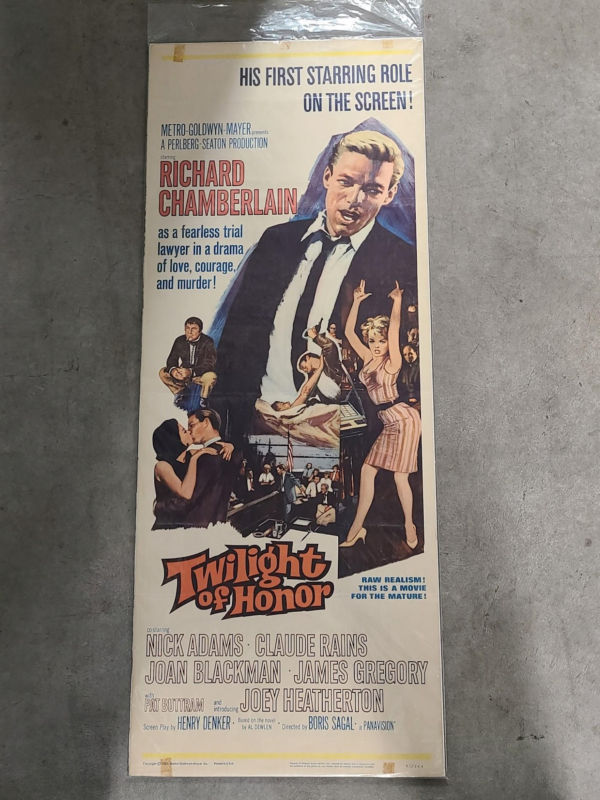 HIS FIRST STARRING ROLE
ON THE SCREEN!
METRO-GOLDWYN-MAYER presents
A PERLBERG-SEATON PRODUCTION
starring
RICHARD
CHAMBERLAIN
as a fearless trial
lawyer in a drama
of love, courage,
and murder!
Twilight
of Honor
RAW REALISM!
THIS IS A MOVIE
FOR THE MATURE!
co-starring
NICK ADAMS · CLAUDE RAINS
JOAN BLACKMAN · JAMES GREGORY
with PAT BUTTRAM and introducing JOEY HEATHERTON
Screen Play by HENRY DENKER · Based on the novel by AL DEWLEN · Directed by BORIS SAGAL · in PANAVISION®